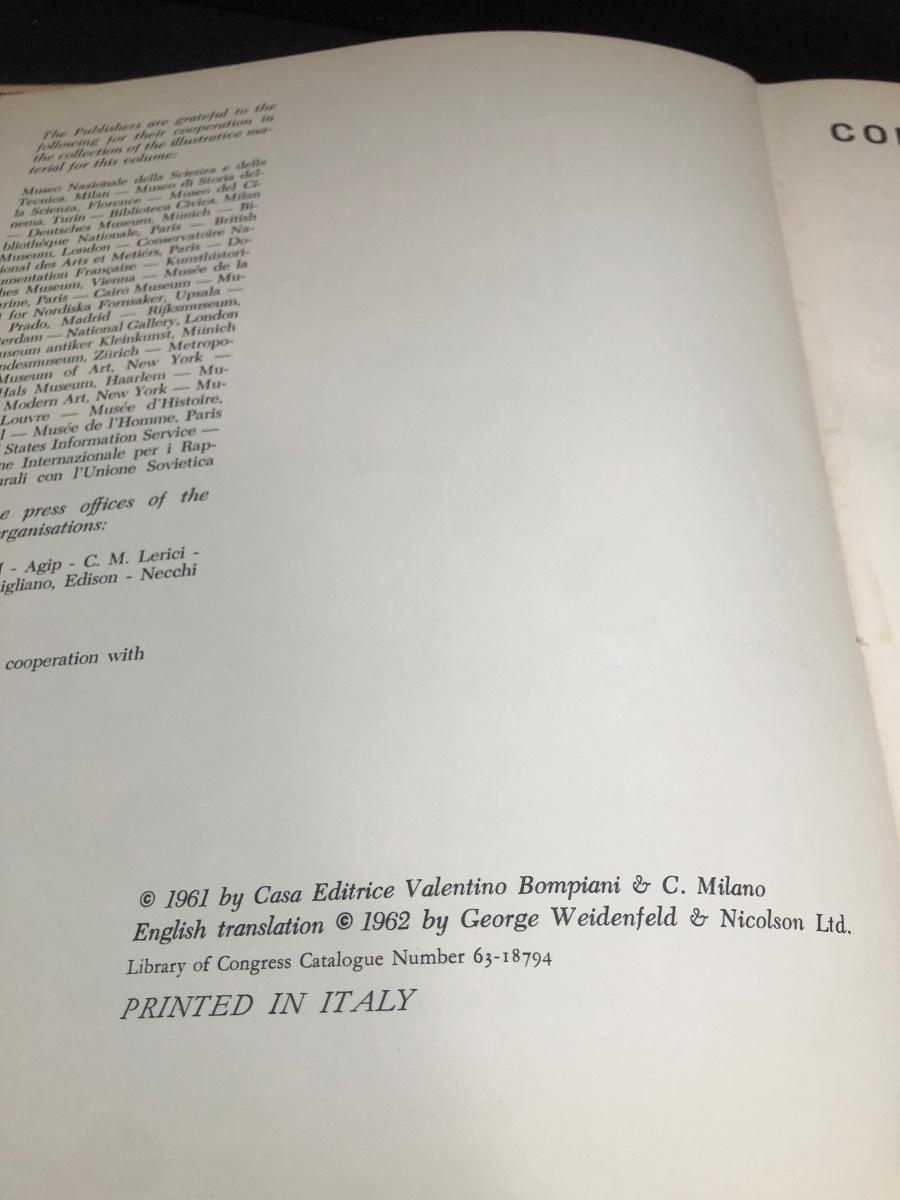 The Publishers are grateful to the
following for their cooperation in
the collection of the illustrative ma-
terial for this volume:
Museo Nazionale della Scienza e della
Tecnica, Milan — Museo di Storia del-
la Scienza, Florence — Museo del Ci-
nema, Turin — Biblioteca Civica, Milan
— Deutsches Museum, Münich — Bi-
bliothèque Nationale, Paris — British
Museum, London — Conservatoire Na-
ional des Arts et Metiérs, Paris — Do-
umentation Française — Kunsthistori-
hes Museum, Vienna — Musée de la
rine, Paris — Cairo Museum — Mu-
for Nordiska Fornsaker, Upsala —
Prado, Madrid — Rijksmuseum,
erdam — National Gallery, London
useum antiker Kleinkunst, Münich
ndesmuseum, Zürich — Metropo-
Museum of Art, New York —
Hals Museum, Haarlem — Mu-
Modern Art, New York — Mu-
Louvre — Musée d'Histoire,
l — Musée de l'Homme, Paris
States Information Service —
ne Internazionale per i Rap-
urali con l'Unione Sovietica
e press offices of the
rganisations:
- Agip - C. M. Lerici -
igliano, Edison - Necchi
cooperation with
© 1961 by Casa Editrice Valentino Bompiani & C. Milano
English translation © 1962 by George Weidenfeld & Nicolson Ltd.
Library of Congress Catalogue Number 63-18794
PRINTED IN ITALY
CO